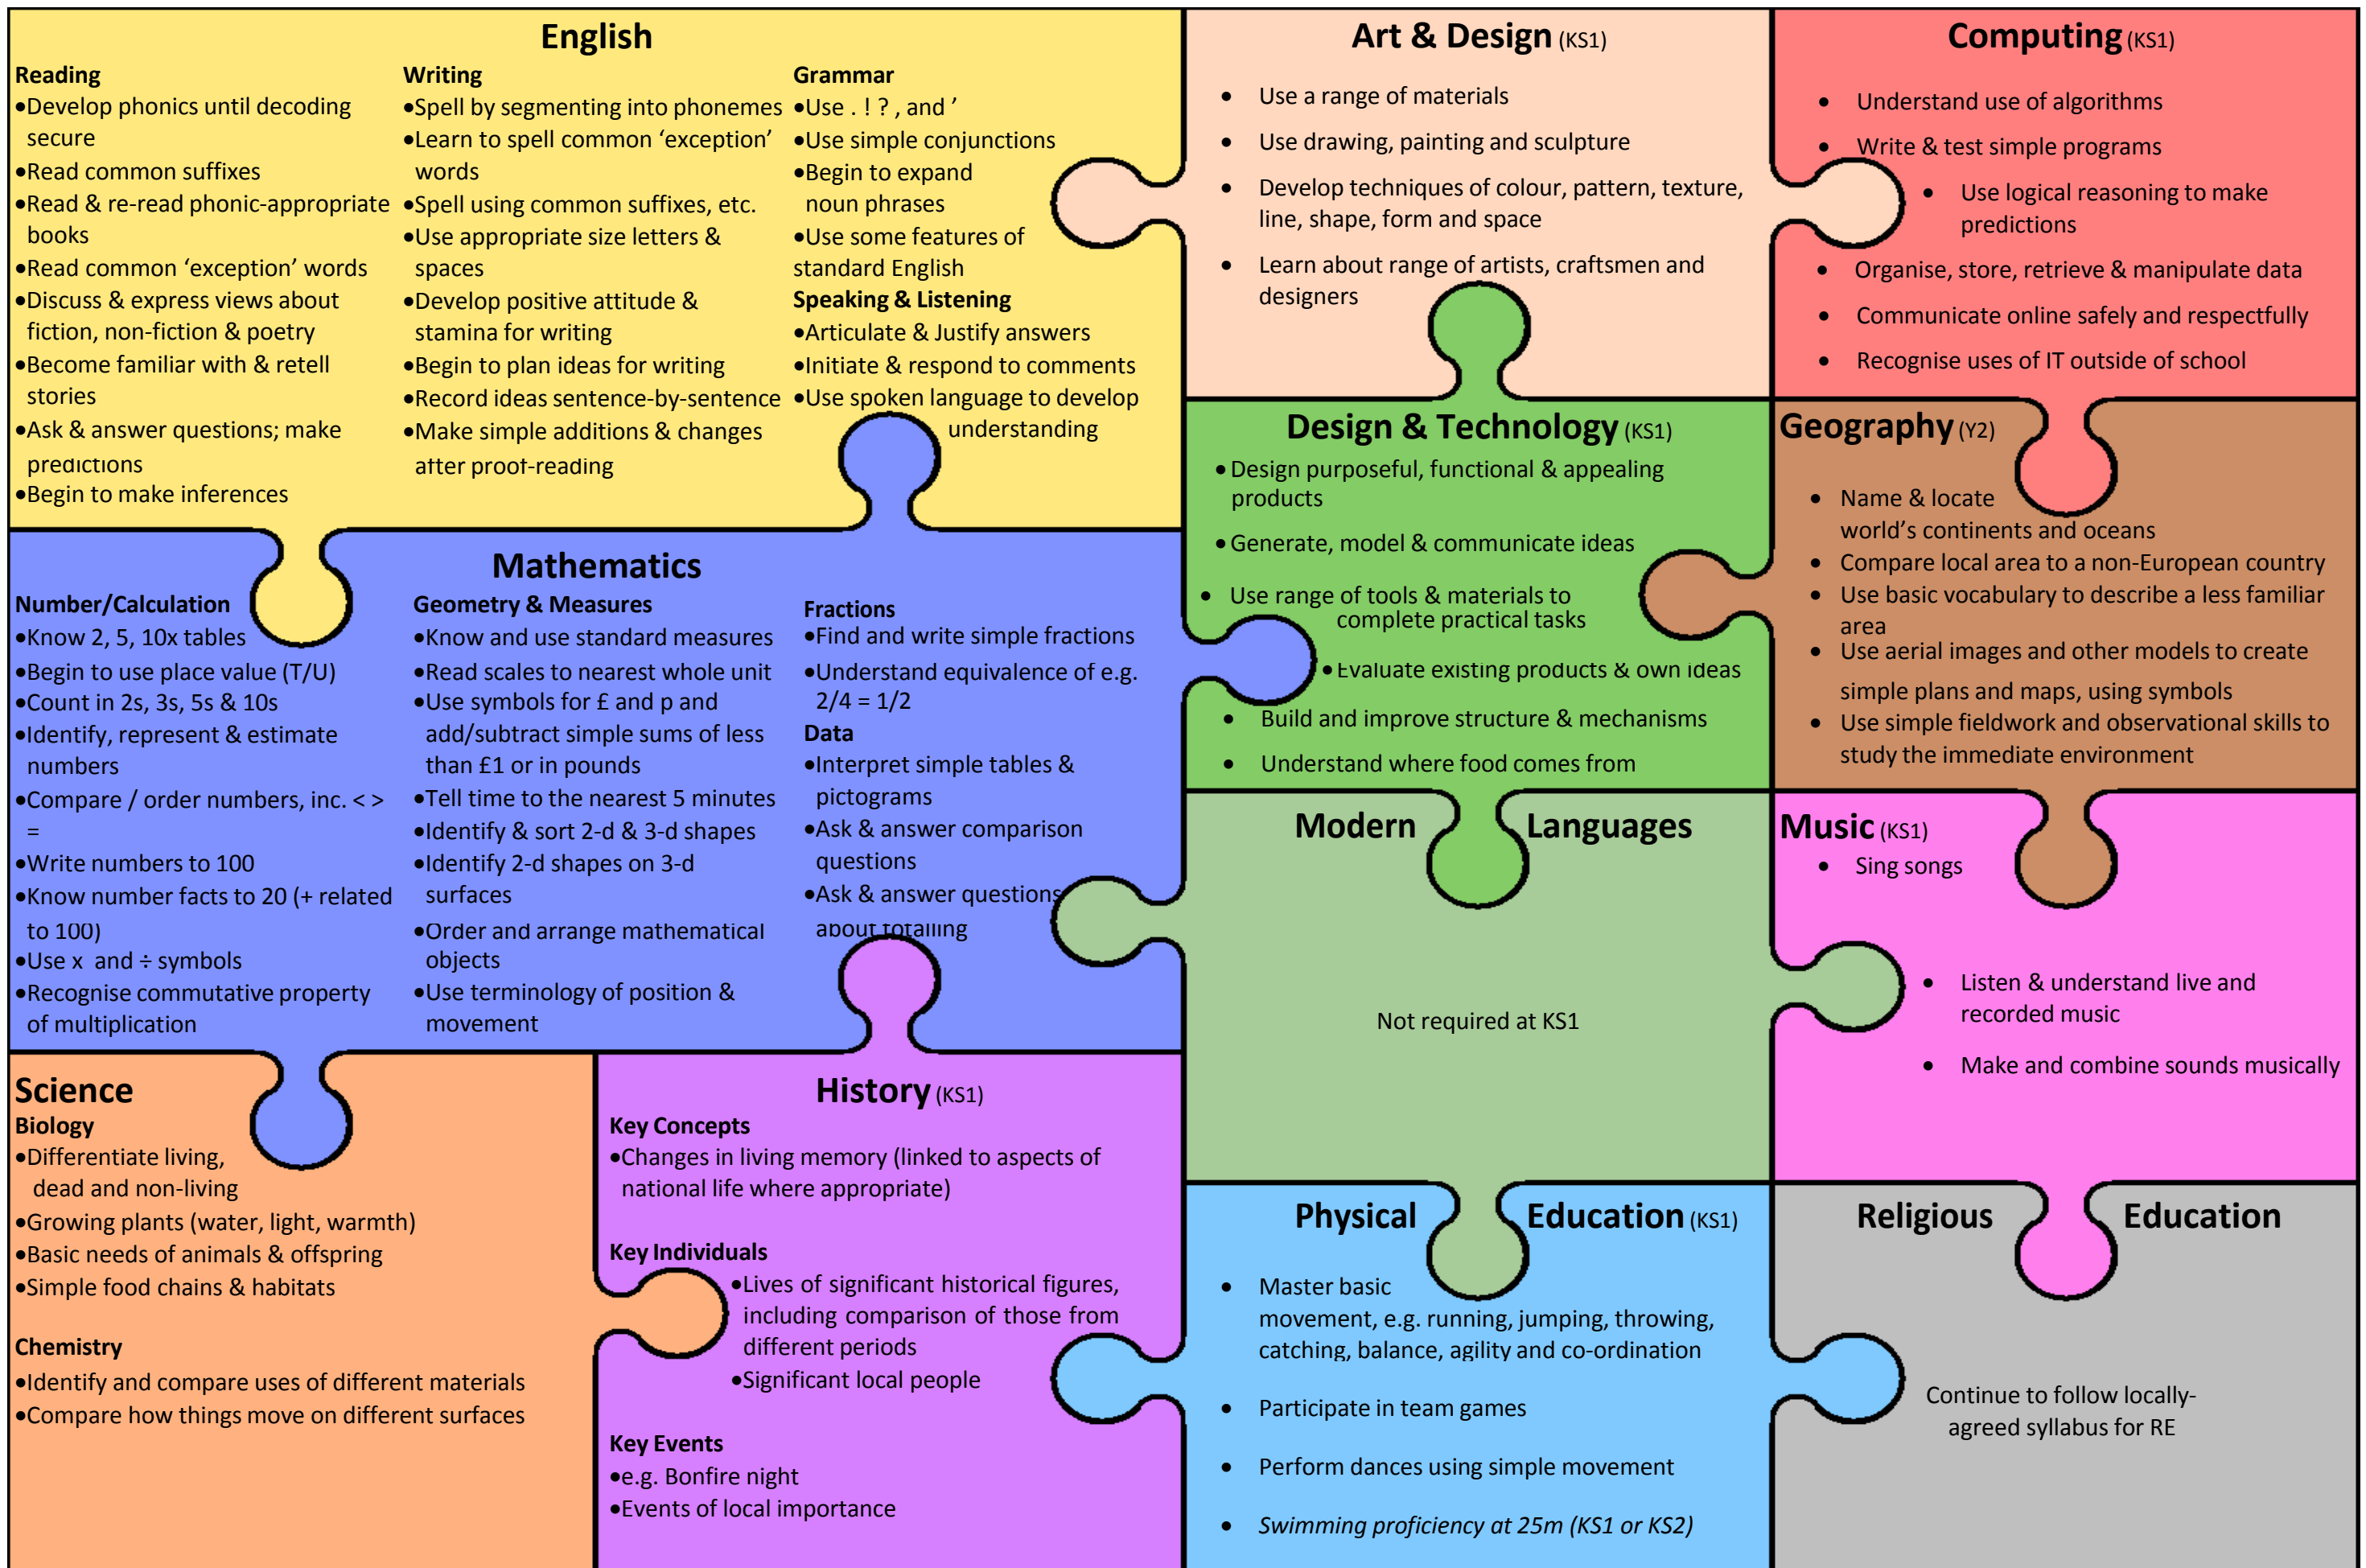 English
Reading
•Develop phonics until decoding
secure
•Read common suffixes
•Read & re-read phonic-appropriate
books
•Read common ‘exception’ words
•Discuss & express views about
fiction, non-fiction & poetry
•Become familiar with & retell
stories
•Ask & answer questions; make
predictions
•Begin to make inferences
Writing
•Spell by segmenting into phonemes
•Learn to spell common ‘exception’
words
•Spell using common suffixes, etc.
•Use appropriate size letters &
spaces
•Develop positive attitude &
stamina for writing
•Begin to plan ideas for writing
•Record ideas sentence-by-sentence
•Make simple additions & changes
after proof-reading
Grammar
•Use . ! ? , and ’
•Use simple conjunctions
•Begin to expand
noun phrases
•Use some features of
standard English
Speaking & Listening
•Articulate & Justify answers
•Initiate & respond to comments
•Use spoken language to develop
understanding
Art & Design (KS1)
• Use a range of materials
• Use drawing, painting and sculpture
• Develop techniques of colour, pattern, texture,
line, shape, form and space
• Learn about range of artists, craftsmen and
designers
Computing (KS1)
• Understand use of algorithms
• Write & test simple programs
• Use logical reasoning to make
predictions
• Organise, store, retrieve & manipulate data
• Communicate online safely and respectfully
• Recognise uses of IT outside of school
Mathematics
Number/Calculation
•Know 2, 5, 10x tables
•Begin to use place value (T/U)
•Count in 2s, 3s, 5s & 10s
•Identify, represent & estimate
numbers
•Compare / order numbers, inc. < >
=
•Write numbers to 100
•Know number facts to 20 (+ related
to 100)
•Use x and ÷ symbols
•Recognise commutative property
of multiplication
Geometry & Measures
•Know and use standard measures
•Read scales to nearest whole unit
•Use symbols for £ and p and
add/subtract simple sums of less
than £1 or in pounds
•Tell time to the nearest 5 minutes
•Identify & sort 2-d & 3-d shapes
•Identify 2-d shapes on 3-d
surfaces
•Order and arrange mathematical
objects
•Use terminology of position &
movement
Fractions
•Find and write simple fractions
•Understand equivalence of e.g.
2/4 = 1/2
Data
•Interpret simple tables &
pictograms
•Ask & answer comparison
questions
•Ask & answer questions
about totalling
Design & Technology (KS1)
•Design purposeful, functional & appealing
products
•Generate, model & communicate ideas
• Use range of tools & materials to
complete practical tasks
•Evaluate existing products & own ideas
• Build and improve structure & mechanisms
• Understand where food comes from
Geography (Y2)
• Name & locate
world’s continents and oceans
• Compare local area to a non-European country
• Use basic vocabulary to describe a less familiar
area
• Use aerial images and other models to create
simple plans and maps, using symbols
• Use simple fieldwork and observational skills to
study the immediate environment
Modern Languages
Not required at KS1
Music (KS1)
• Sing songs
• Listen & understand live and
recorded music
• Make and combine sounds musically
Science
Biology
•Differentiate living,
dead and non-living
•Growing plants (water, light, warmth)
•Basic needs of animals & offspring
•Simple food chains & habitats
Chemistry
•Identify and compare uses of different materials
•Compare how things move on different surfaces
History (KS1)
Key Concepts
•Changes in living memory (linked to aspects of
national life where appropriate)
Key Individuals
•Lives of significant historical figures,
including comparison of those from
different periods
•Significant local people
Key Events
•e.g. Bonfire night
•Events of local importance
Physical Education (KS1)
• Master basic
movement, e.g. running, jumping, throwing,
catching, balance, agility and co-ordination
• Participate in team games
• Perform dances using simple movement
• Swimming proficiency at 25m (KS1 or KS2)
Religious Education
Continue to follow locally-
agreed syllabus for RE